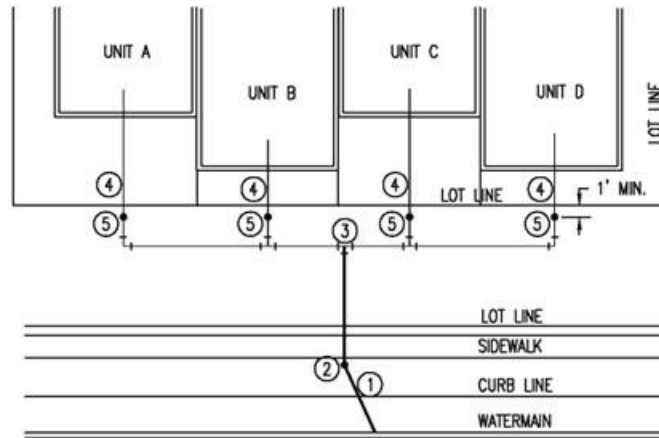 UNIT A
UNIT B
UNIT C
UNIT D
LOT LINE
4
4
4
4
LOT LINE
1' MIN.
5
5
5
5
3
LOT LINE
SIDEWALK
2
1
CURB LINE
WATERMAIN